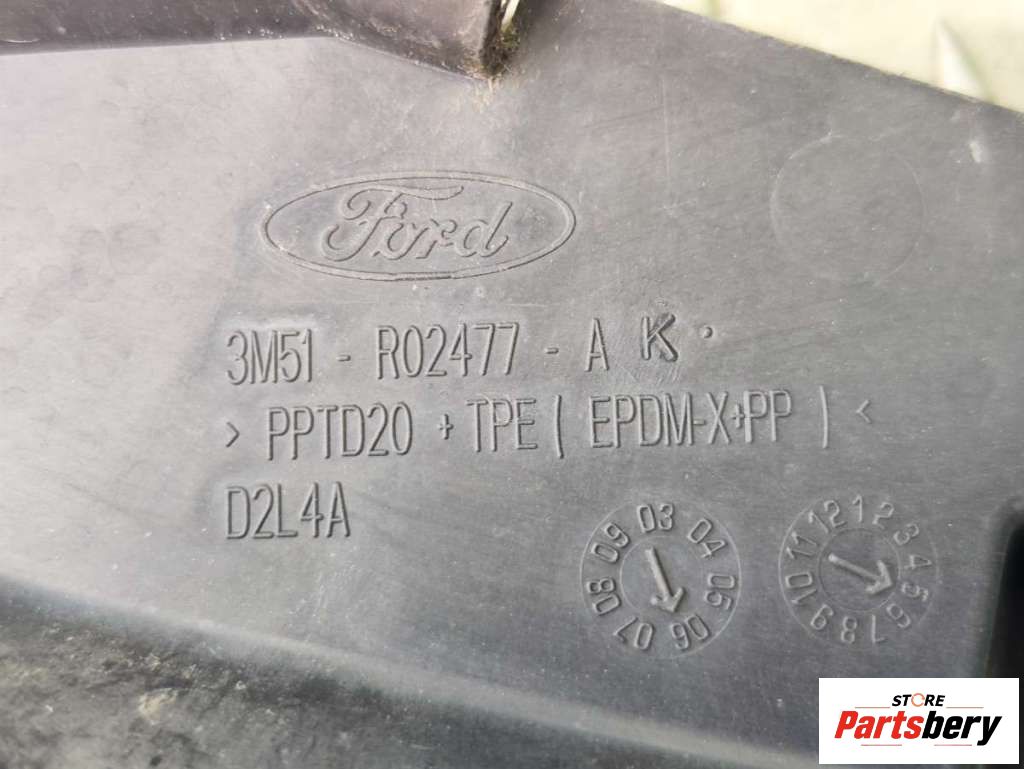 Ford
3M51 - R02477 - A K .
> PPTD20 + TPE ( EPDM-X+PP ) <
D2L4A
03 04 05 06 07 08 09
1 2 3 4 5 6 7 8 9 10 11 12
STORE
Partsbery